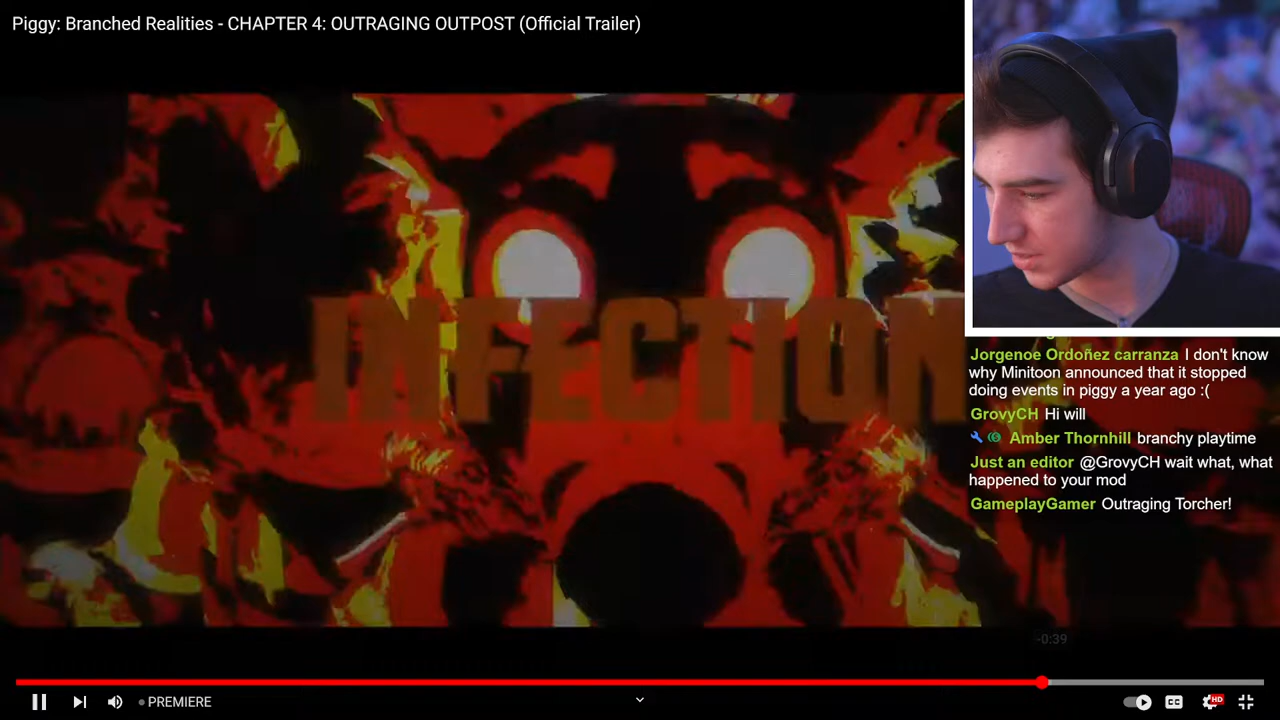 Piggy: Branched Realities - CHAPTER 4: OUTRAGING OUTPOST (Official Trailer)
INFECTION
Jorgenoe Ordoñez carranza I don't know
why Minitoon announced that it stopped
doing events in piggy a year ago :(
GrovyCH Hi will
Amber Thornhill branchy playtime
Just an editor @GrovyCH wait what, what
happened to your mod
GameplayGamer Outraging Torcher!
-0:39
PREMIERE
CC
HD